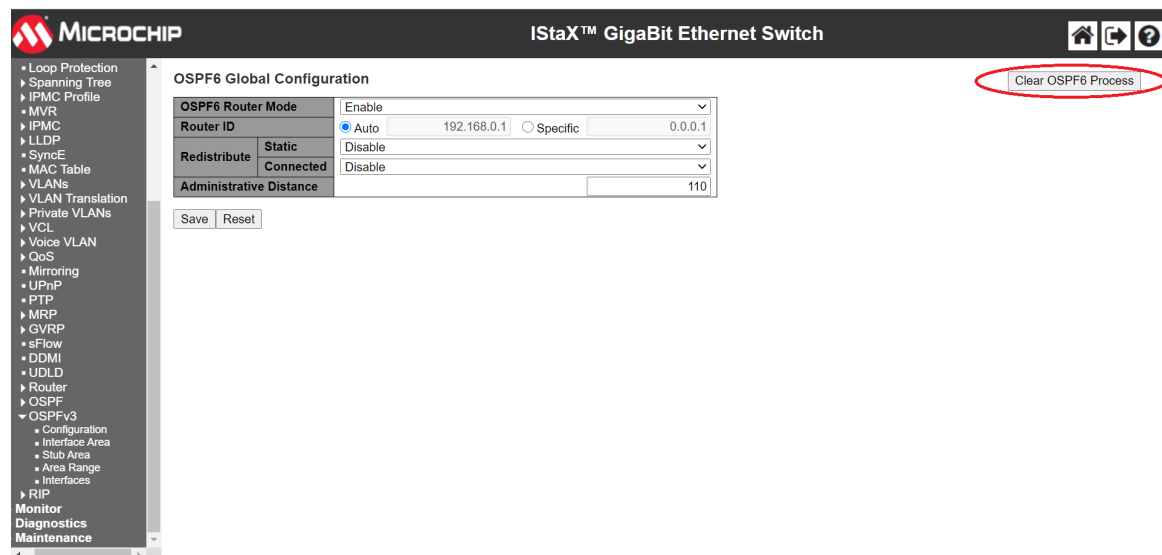 MICROCHIP
IStaX™ GigaBit Ethernet Switch
Loop Protection
Spanning Tree
IPMC Profile
MVR
IPMC
LLDP
SyncE
MAC Table
VLANs
VLAN Translation
Private VLANs
VCL
Voice VLAN
QoS
Mirroring
UPnP
PTP
MRP
GVRP
sFlow
DDMI
UDLD
Router
OSPF
OSPFv3
Configuration
Interface Area
Stub Area
Area Range
Interfaces
RIP
Monitor
Diagnostics
Maintenance
OSPF6 Global Configuration
Clear OSPF6 Process
OSPF6 Router Mode Enable
Router ID Auto 192.168.0.1 Specific 0.0.0.1
Redistribute Static Disable
Connected Disable
Administrative Distance 110
Save Reset